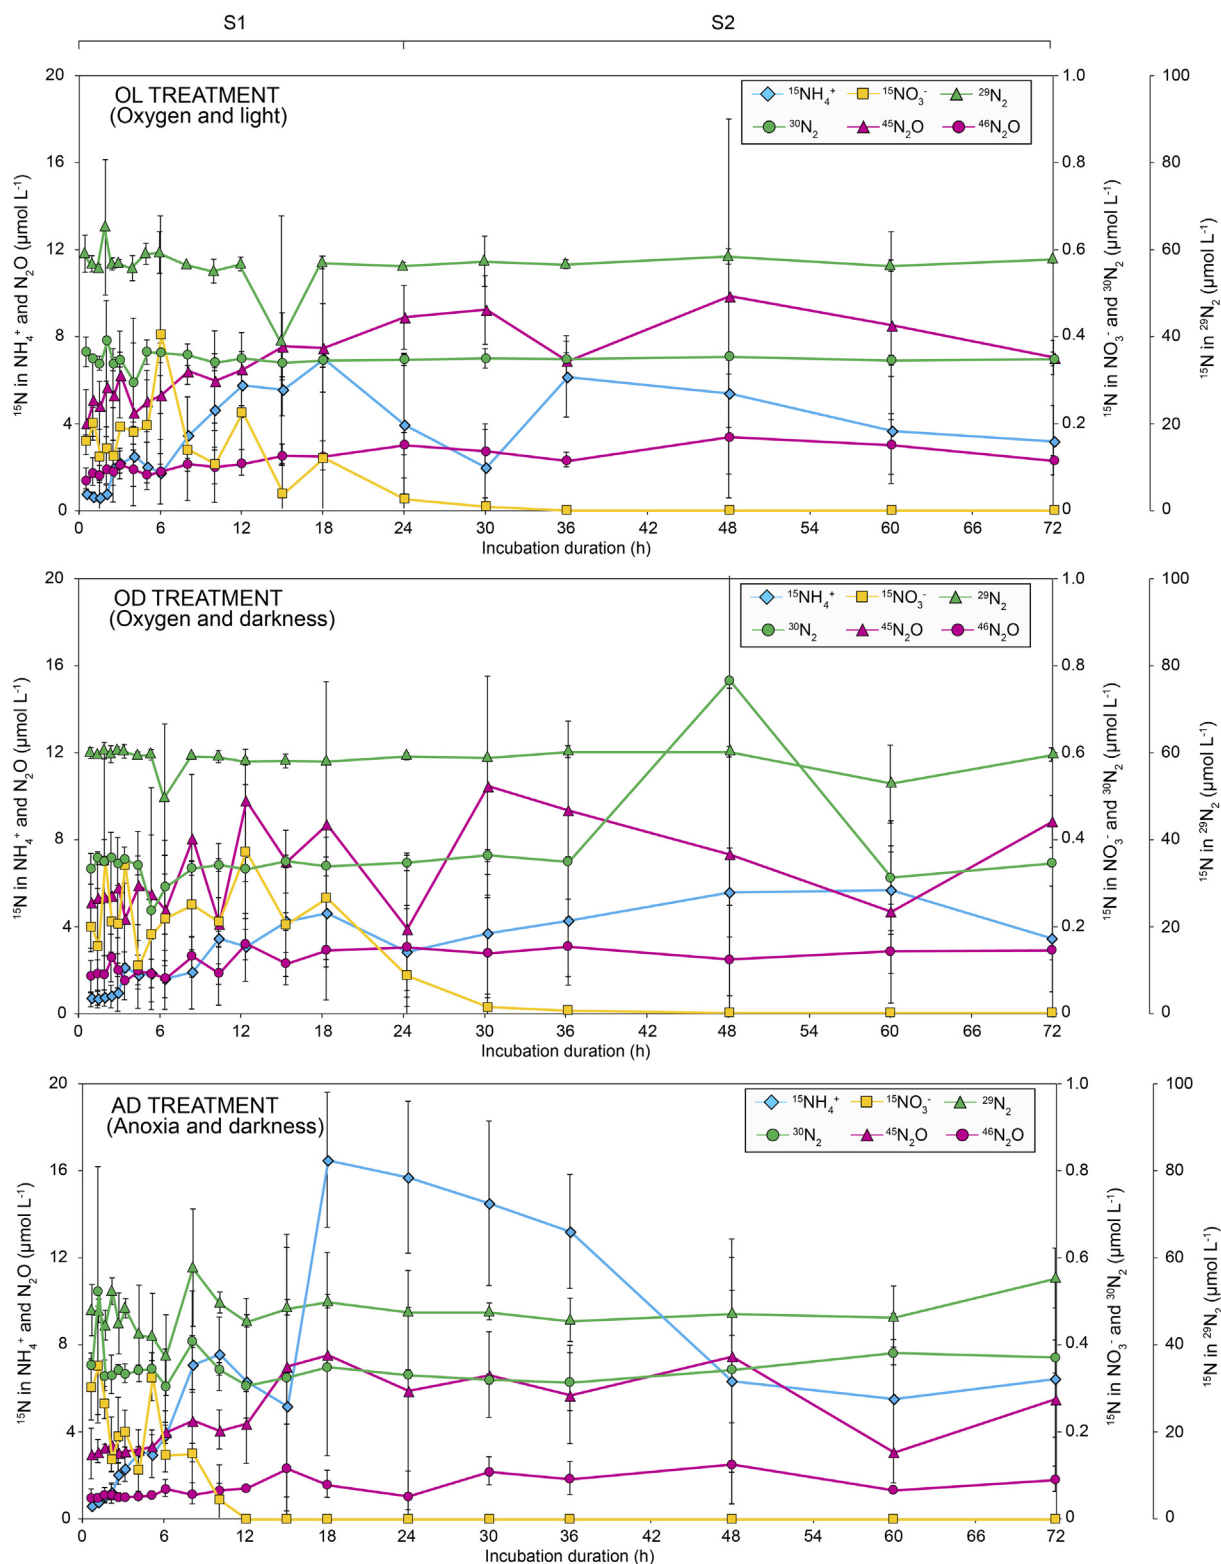 S1 S2
OL TREATMENT
(Oxygen and light)
¹⁵NH₄⁺ ¹⁵NO₃⁻ ²⁹N₂
³⁰N₂ ⁴⁵N₂O ⁴⁶N₂O
20 16 12 8 4 0
¹⁵N in NH₄⁺ and N₂O (µmol L⁻¹)
1.0 0.8 0.6 0.4 0.2 0
¹⁵N in NO₃⁻ and ³⁰N₂ (µmol L⁻¹)
100 80 60 40 20 0
¹⁵N in ²⁹N₂ (µmol L⁻¹)
0 6 12 18 24 30 36 42 48 54 60 66 72
Incubation duration (h)
OD TREATMENT
(Oxygen and darkness)
¹⁵NH₄⁺ ¹⁵NO₃⁻ ²⁹N₂
³⁰N₂ ⁴⁵N₂O ⁴⁶N₂O
20 16 12 8 4 0
¹⁵N in NH₄⁺ and N₂O (µmol L⁻¹)
1.0 0.8 0.6 0.4 0.2 0
¹⁵N in NO₃⁻ and ³⁰N₂ (µmol L⁻¹)
100 80 60 40 20 0
¹⁵N in ²⁹N₂ (µmol L⁻¹)
0 6 12 18 24 30 36 42 48 54 60 66 72
Incubation duration (h)
AD TREATMENT
(Anoxia and darkness)
¹⁵NH₄⁺ ¹⁵NO₃⁻ ²⁹N₂
³⁰N₂ ⁴⁵N₂O ⁴⁶N₂O
20 16 12 8 4 0
¹⁵N in NH₄⁺ and N₂O (µmol L⁻¹)
1.0 0.8 0.6 0.4 0.2 0
¹⁵N in NO₃⁻ and ³⁰N₂ (µmol L⁻¹)
100 80 60 40 20 0
¹⁵N in ²⁹N₂ (µmol L⁻¹)
0 6 12 18 24 30 36 42 48 54 60 66 72
Incubation duration (h)